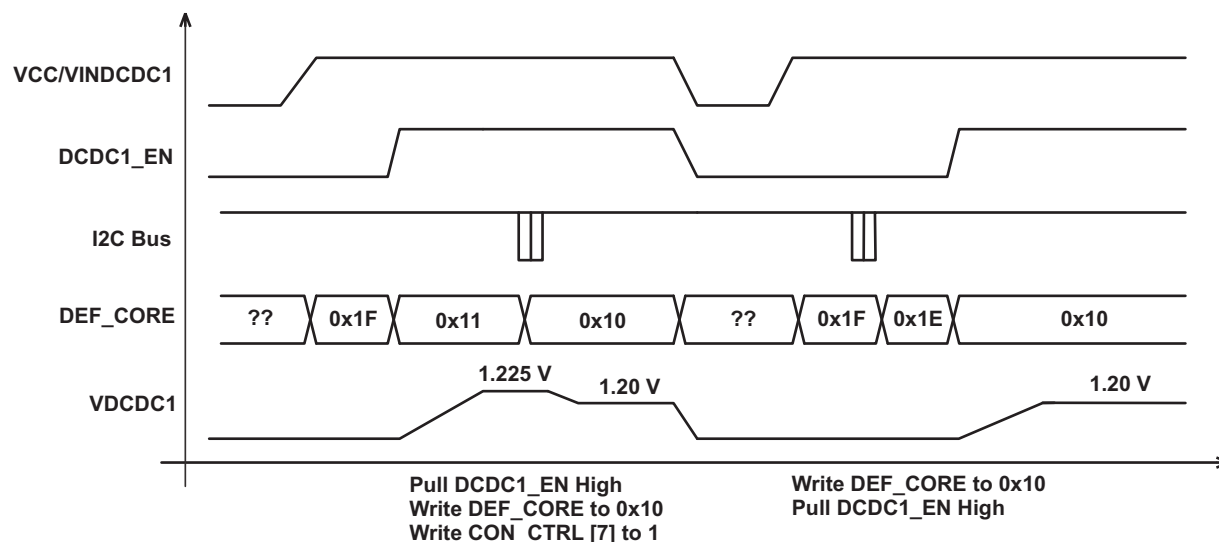 VCC/VINDCDC1
DCDC1_EN
I2C Bus
DEF_CORE
?? 0x1F 0x11 0x10 ?? 0x1F 0x1E 0x10
1.225 V
1.20 V
1.20 V
VDCDC1
Pull DCDC1_EN High
Write DEF_CORE to 0x10
Write CON_CTRL [7] to 1
Write DEF_CORE to 0x10
Pull DCDC1_EN High